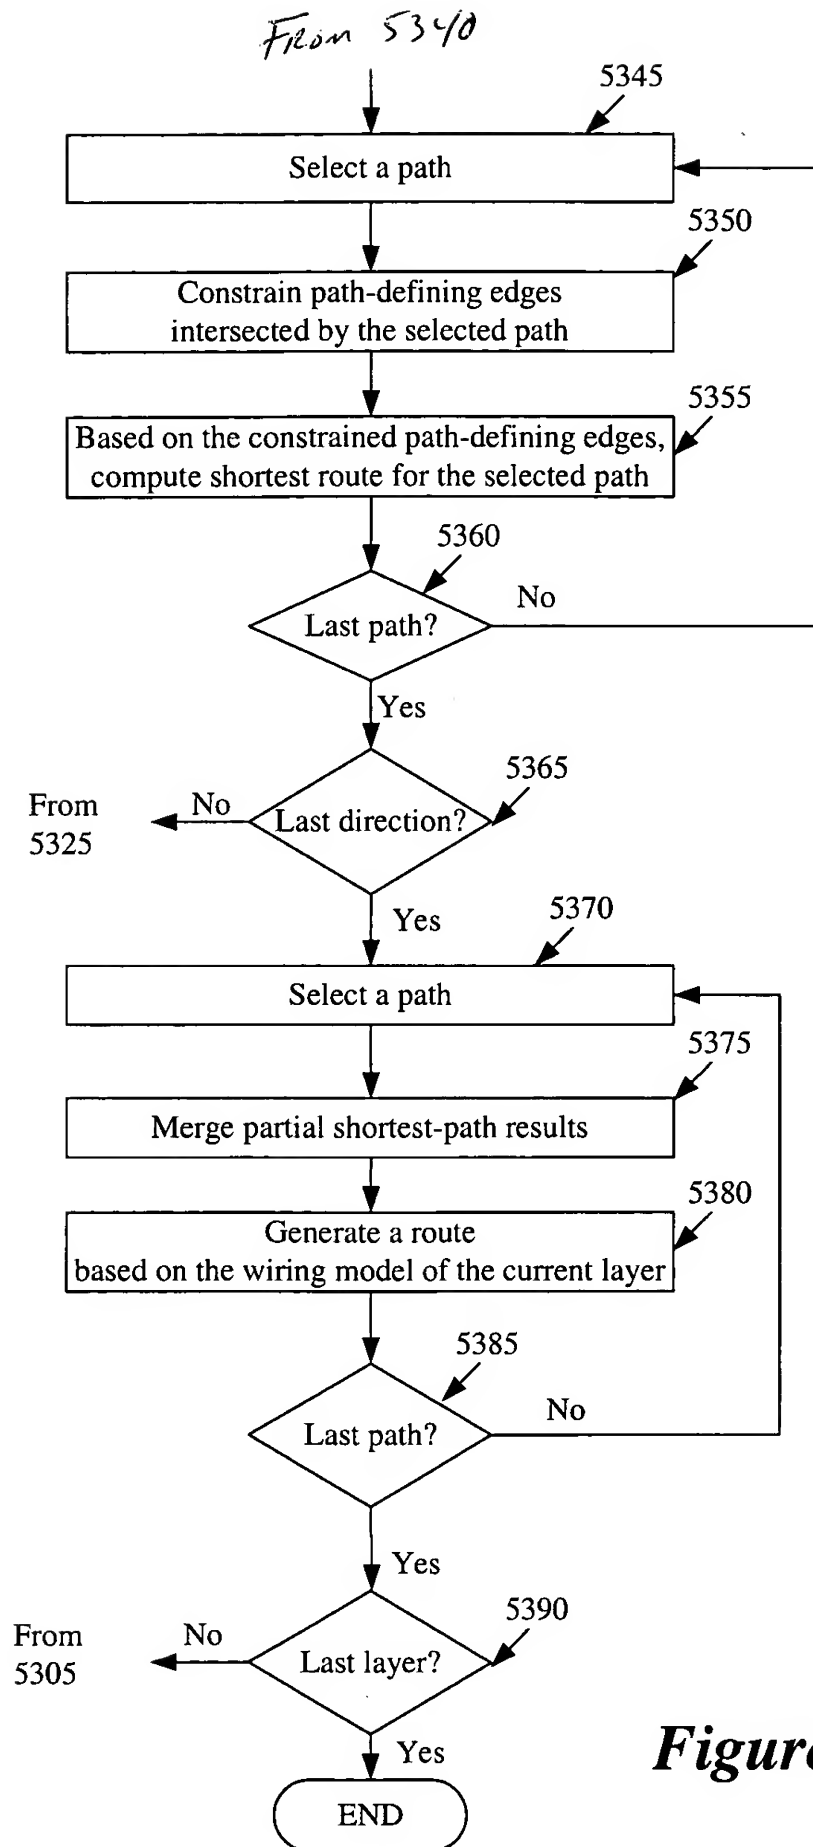 From 5340
5345
Select a path
5350
Constrain path-defining edges
intersected by the selected path
5355
Based on the constrained path-defining edges,
compute shortest route for the selected path
5360
Last path?
No
Yes
5365
From
5325
No
Last direction?
Yes
5370
Select a path
5375
Merge partial shortest-path results
5380
Generate a route
based on the wiring model of the current layer
5385
Last path?
No
Yes
5390
From
5305
No
Last layer?
Yes
Figure
END